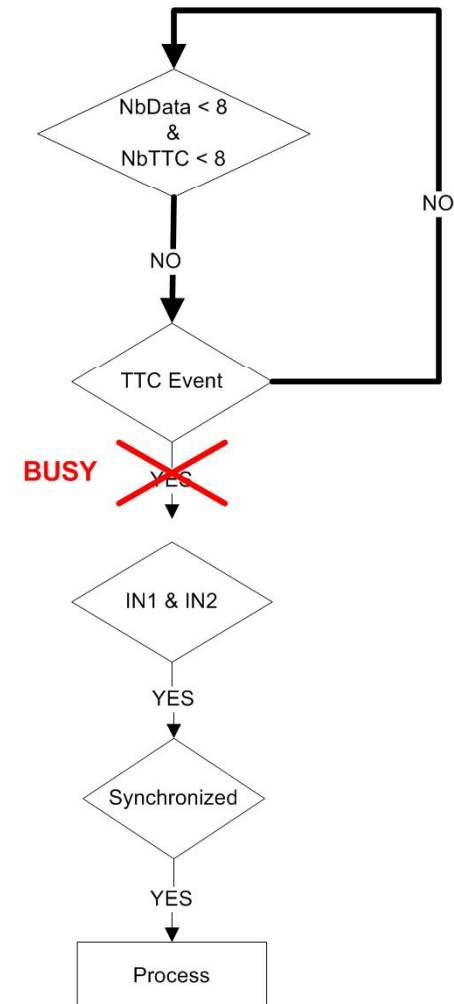 NbData < 8
&
NbTTC < 8
NO
NO
TTC Event
BUSY
YES
IN1 & IN2
YES
Synchronized
YES
Process